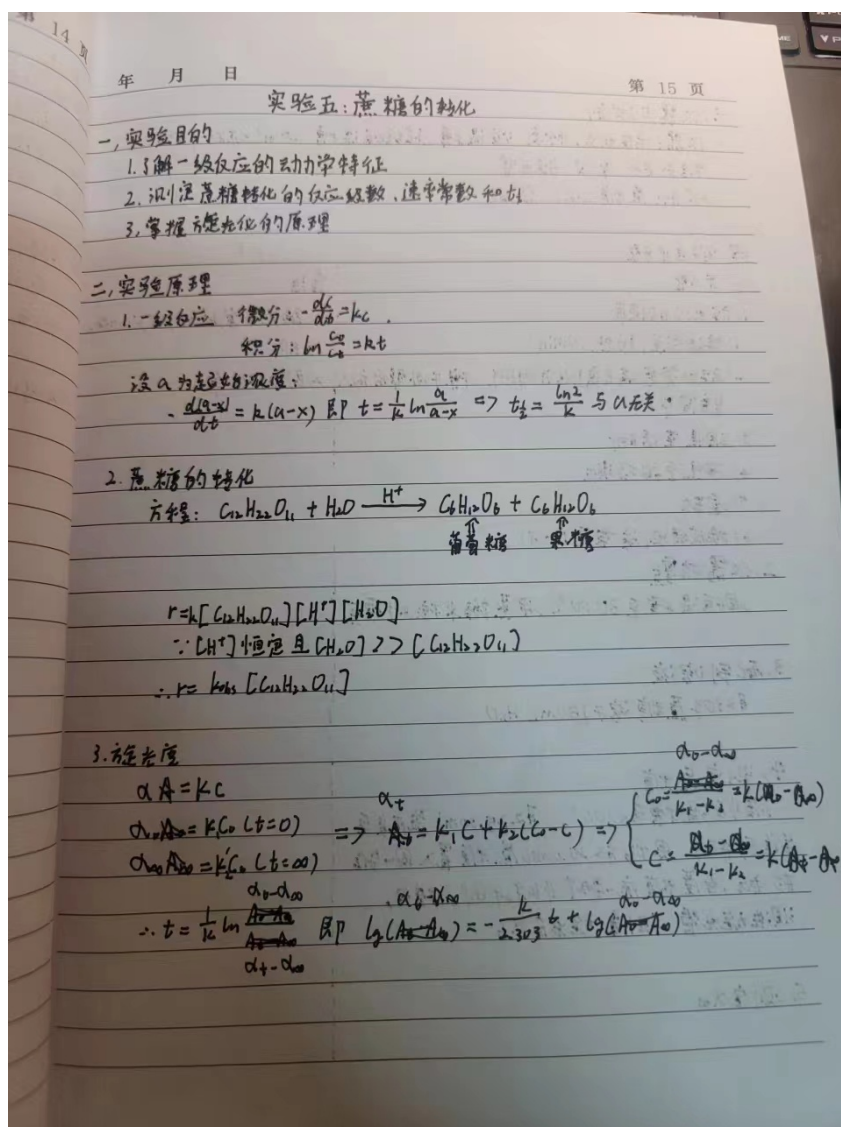 第 14 页
年 月 日
第 15 页
实验五:蔗糖的转化
一,实验目的
1.了解一级反应的动力学特征
2.测定蔗糖转化的反应级数、速率常数和t½
3,掌握旋光仪的原理
二,实验原理
1.一级反应 微分:-dc/dt=kc.
积分:ln c₀/cₜ=kt
设a为起始浓度:
-d(a-x)/dt=k(a-x) 即 t=1/k ln a/(a-x) => t½=ln2/k 与a无关.
2.蔗糖的转化
方程: C₁₂H₂₂O₁₁ + H₂O —H⁺→ C₆H₁₂O₆ + C₆H₁₂O₆
葡萄糖 果糖
r=k[C₁₂H₂₂O₁₁][H⁺][H₂O]
∵[H⁺]恒定且[H₂O]>>[C₁₂H₂₂O₁₁]
∴r=kobs[C₁₂H₂₂O₁₁]
3.旋光度
α=KC
α₀=K₁C₀(t=0) => αt=K₁C+K₂(C₀-C) => { C₀=(α₀-α∞)/(K₁-K₂)=K(α₀-α∞)
α∞=K₂C₀(t=∞) C=(αt-α∞)/(K₁-K₂)=K(αt-α∞
∴t=1/k ln (α₀-α∞)/(αt-α∞) 即 lg(αt-α∞)=-k/2.303 t+lg(α₀-α∞)